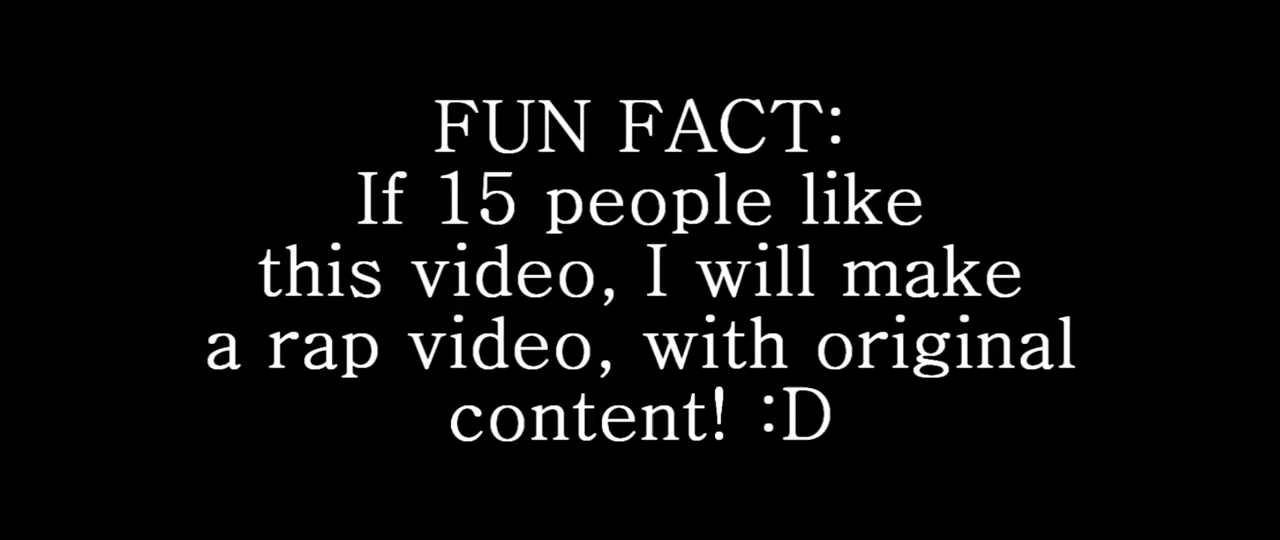 FUN FACT:
If 15 people like
this video, I will make
a rap video, with original
content! :D